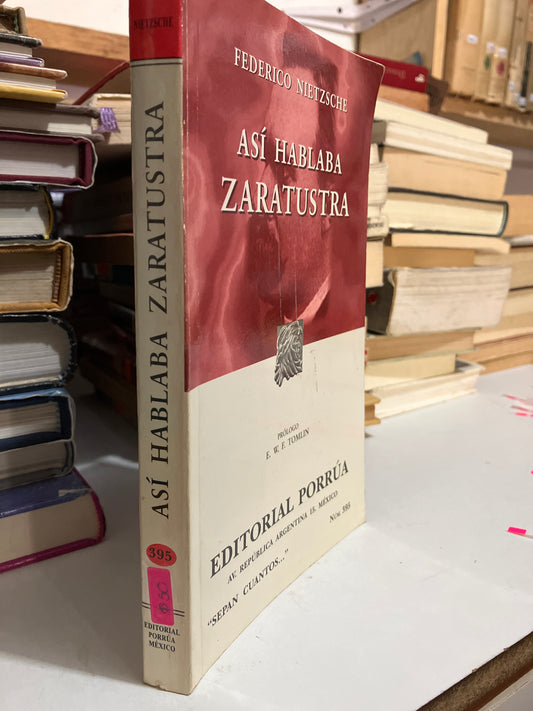 NIETZSCHE
ASÍ HABLABA ZARATUSTRA
395
$50
EDITORIAL
PORRÚA
MÉXICO
FEDERICO NIETZSCHE
ASÍ HABLABA
ZARATUSTRA
PRÓLOGO
E. W. F. TOMLIN
EDITORIAL PORRÚA
AV. REPÚBLICA ARGENTINA 15, MÉXICO
"SEPAN CUANTOS..."
NÚM. 395